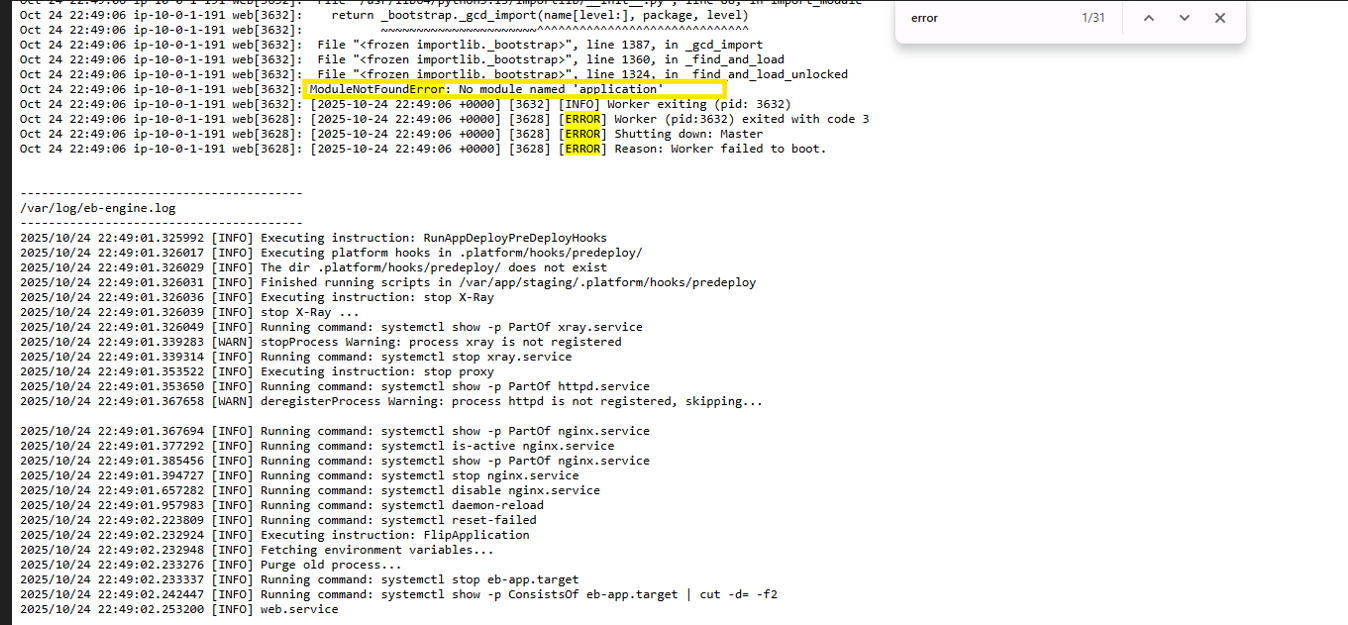 Oct 24 22:49:06 ip-10-0-1-191 web[3632]:   File "/usr/lib64/python3.13/importlib/__init__.py", line 88, in import_module
Oct 24 22:49:06 ip-10-0-1-191 web[3632]:     return _bootstrap._gcd_import(name[level:], package, level)
Oct 24 22:49:06 ip-10-0-1-191 web[3632]:            ~~~~~~~~~~~~~~~~~~~~~~^^^^^^^^^^^^^^^^^^^^^^^^^^^^^^
Oct 24 22:49:06 ip-10-0-1-191 web[3632]:   File "<frozen importlib._bootstrap>", line 1387, in _gcd_import
Oct 24 22:49:06 ip-10-0-1-191 web[3632]:   File "<frozen importlib._bootstrap>", line 1360, in _find_and_load
Oct 24 22:49:06 ip-10-0-1-191 web[3632]:   File "<frozen importlib._bootstrap>", line 1324, in _find_and_load_unlocked
Oct 24 22:49:06 ip-10-0-1-191 web[3632]: ModuleNotFoundError: No module named 'application'
Oct 24 22:49:06 ip-10-0-1-191 web[3632]: [2025-10-24 22:49:06 +0000] [3632] [INFO] Worker exiting (pid: 3632)
Oct 24 22:49:06 ip-10-0-1-191 web[3628]: [2025-10-24 22:49:06 +0000] [3628] [ERROR] Worker (pid:3632) exited with code 3
Oct 24 22:49:06 ip-10-0-1-191 web[3628]: [2025-10-24 22:49:06 +0000] [3628] [ERROR] Shutting down: Master
Oct 24 22:49:06 ip-10-0-1-191 web[3628]: [2025-10-24 22:49:06 +0000] [3628] [ERROR] Reason: Worker failed to boot.
error 1/31
----------------------------------------
/var/log/eb-engine.log
----------------------------------------
2025/10/24 22:49:01.325992 [INFO] Executing instruction: RunAppDeployPreDeployHooks
2025/10/24 22:49:01.326017 [INFO] Executing platform hooks in .platform/hooks/predeploy/
2025/10/24 22:49:01.326029 [INFO] The dir .platform/hooks/predeploy/ does not exist
2025/10/24 22:49:01.326031 [INFO] Finished running scripts in /var/app/staging/.platform/hooks/predeploy
2025/10/24 22:49:01.326036 [INFO] Executing instruction: stop X-Ray
2025/10/24 22:49:01.326039 [INFO] stop X-Ray ...
2025/10/24 22:49:01.326049 [INFO] Running command: systemctl show -p PartOf xray.service
2025/10/24 22:49:01.339283 [WARN] stopProcess Warning: process xray is not registered
2025/10/24 22:49:01.339314 [INFO] Running command: systemctl stop xray.service
2025/10/24 22:49:01.353522 [INFO] Executing instruction: stop proxy
2025/10/24 22:49:01.353650 [INFO] Running command: systemctl show -p PartOf httpd.service
2025/10/24 22:49:01.367658 [WARN] deregisterProcess Warning: process httpd is not registered, skipping...
2025/10/24 22:49:01.367694 [INFO] Running command: systemctl show -p PartOf nginx.service
2025/10/24 22:49:01.377292 [INFO] Running command: systemctl is-active nginx.service
2025/10/24 22:49:01.385456 [INFO] Running command: systemctl show -p PartOf nginx.service
2025/10/24 22:49:01.394727 [INFO] Running command: systemctl stop nginx.service
2025/10/24 22:49:01.657282 [INFO] Running command: systemctl disable nginx.service
2025/10/24 22:49:01.957983 [INFO] Running command: systemctl daemon-reload
2025/10/24 22:49:02.223809 [INFO] Running command: systemctl reset-failed
2025/10/24 22:49:02.232924 [INFO] Executing instruction: FlipApplication
2025/10/24 22:49:02.232948 [INFO] Fetching environment variables...
2025/10/24 22:49:02.233276 [INFO] Purge old process...
2025/10/24 22:49:02.233337 [INFO] Running command: systemctl stop eb-app.target
2025/10/24 22:49:02.242447 [INFO] Running command: systemctl show -p ConsistsOf eb-app.target | cut -d= -f2
2025/10/24 22:49:02.253200 [INFO] web.service